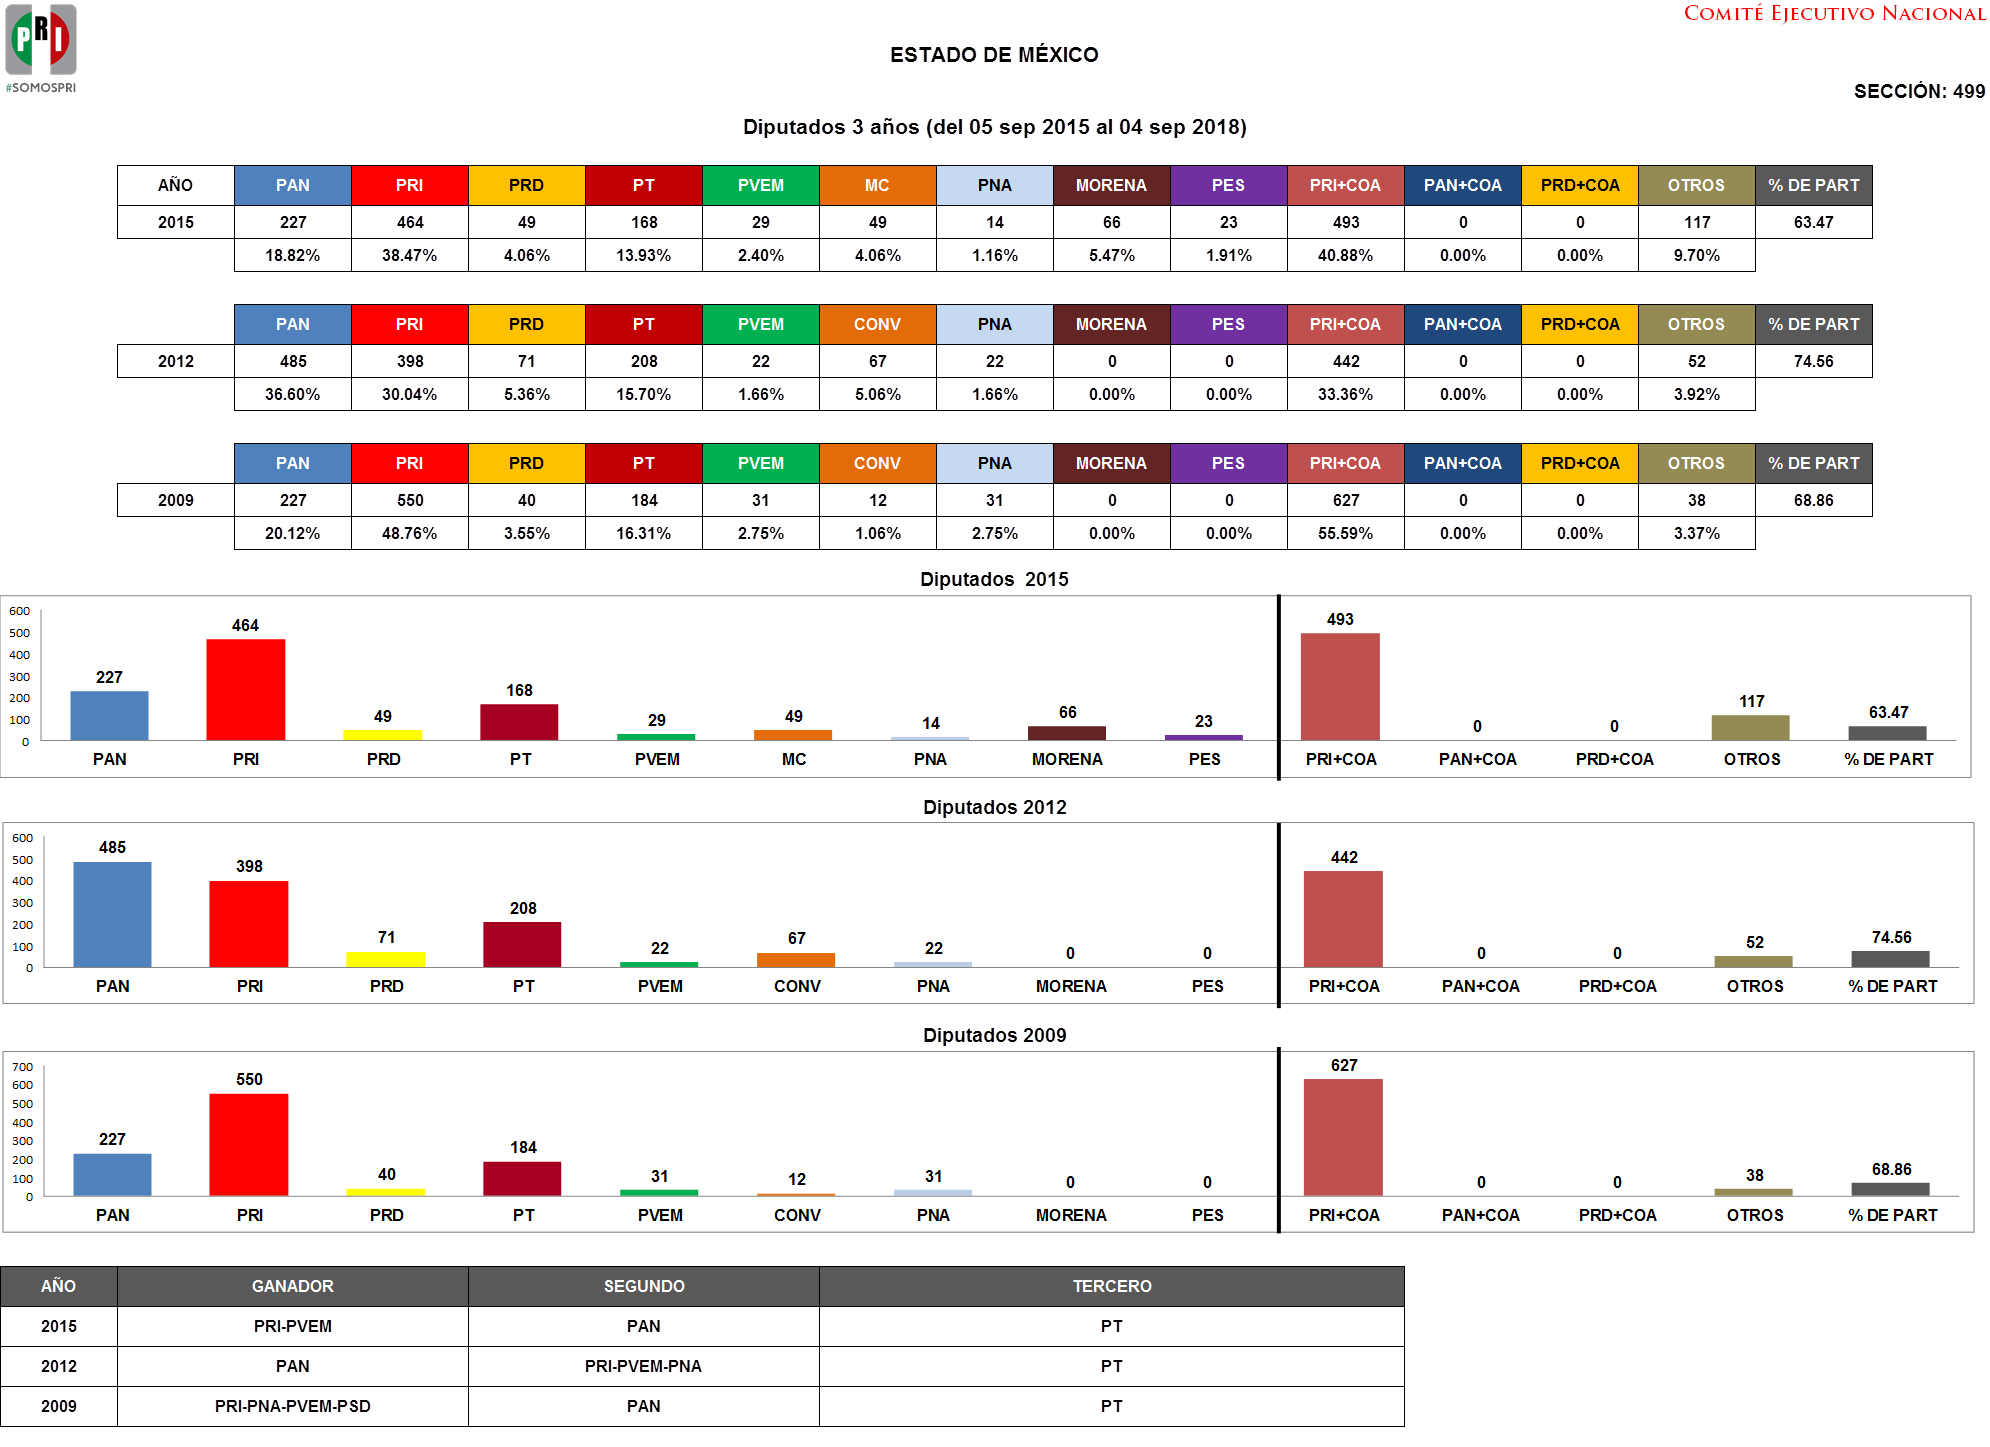 PRI
#SOMOSPRI
COMITÉ EJECUTIVO NACIONAL
ESTADO DE MÉXICO
SECCIÓN: 499
Diputados 3 años (del 05 sep 2015 al 04 sep 2018)
AÑO PAN PRI PRD PT PVEM MC PNA MORENA PES PRI+COA PAN+COA PRD+COA OTROS % DE PART
2015 227 464 49 168 29 49 14 66 23 493 0 0 117 63.47
18.82% 38.47% 4.06% 13.93% 2.40% 4.06% 1.16% 5.47% 1.91% 40.88% 0.00% 0.00% 9.70%
PAN PRI PRD PT PVEM CONV PNA MORENA PES PRI+COA PAN+COA PRD+COA OTROS % DE PART
2012 485 398 71 208 22 67 22 0 0 442 0 0 52 74.56
36.60% 30.04% 5.36% 15.70% 1.66% 5.06% 1.66% 0.00% 0.00% 33.36% 0.00% 0.00% 3.92%
PAN PRI PRD PT PVEM CONV PNA MORENA PES PRI+COA PAN+COA PRD+COA OTROS % DE PART
2009 227 550 40 184 31 12 31 0 0 627 0 0 38 68.86
20.12% 48.76% 3.55% 16.31% 2.75% 1.06% 2.75% 0.00% 0.00% 55.59% 0.00% 0.00% 3.37%
Diputados 2015
600
500
400
300
200
100
0
227 464 49 168 29 49 14 66 23 493 0 0 117 63.47
PAN PRI PRD PT PVEM MC PNA MORENA PES PRI+COA PAN+COA PRD+COA OTROS % DE PART
Diputados 2012
600
500
400
300
200
100
0
485 398 71 208 22 67 22 0 0 442 0 0 52 74.56
PAN PRI PRD PT PVEM CONV PNA MORENA PES PRI+COA PAN+COA PRD+COA OTROS % DE PART
Diputados 2009
700
600
500
400
300
200
100
0
227 550 40 184 31 12 31 0 0 627 0 0 38 68.86
PAN PRI PRD PT PVEM CONV PNA MORENA PES PRI+COA PAN+COA PRD+COA OTROS % DE PART
AÑO GANADOR SEGUNDO TERCERO
2015 PRI-PVEM PAN PT
2012 PAN PRI-PVEM-PNA PT
2009 PRI-PNA-PVEM-PSD PAN PT